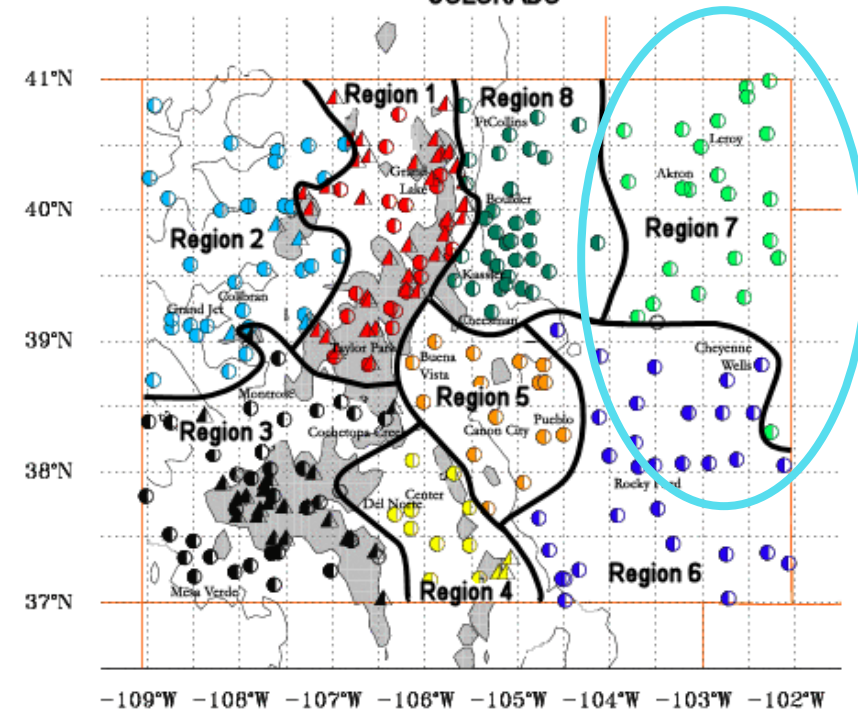 COLORADO
41°N
Region 1
Region 8
FtCollins
Leroy
Grand
Lake
Akron
40°N
Boulder
Region 2
Region 7
Kassler
Collbran
Grand Jct
Cheesman
39°N
Taylor Park
Buena
Vista
Cheyenne
Wells
Montrose
Region 5
Region 3
Cochetopa Creek
Canon City
Pueblo
38°N
Rocky Ford
Del Norte
Center
Region 6
Mesa Verde
Region 4
37°N
-109°W -108°W -107°W -106°W -105°W -104°W -103°W -102°W